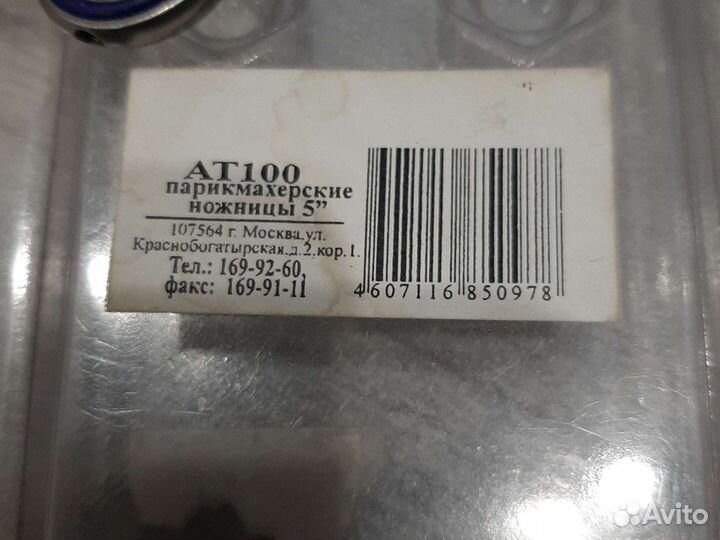 AT100
парикмахерские
ножницы 5”
107564 г. Москва,ул.
Краснобогатырская,д.2,кор.1.
Тел.: 169-92-60,
факс: 169-91-11
4607116850978
Avito